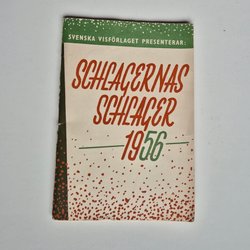 SVENSKA VISFÖRLAGET PRESENTERAR:
SCHLAGERNAS
SCHLAGER
1956